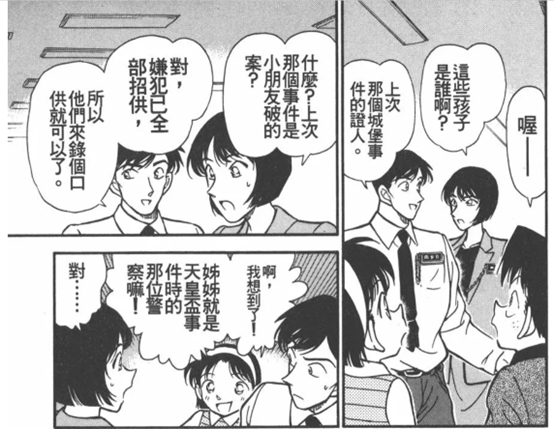 喔——
這些孩子
是誰啊？
上次
那個城堡事
件的證人。
什麼？上次
那個事件是
小朋友破的
案？
對，
嫌犯已全
部招供，
所以
他們來錄個口
供就可以了。
啊，
我想到了！
姊姊就是
天皇盃事
件時的
那位警
察嘛！
對……